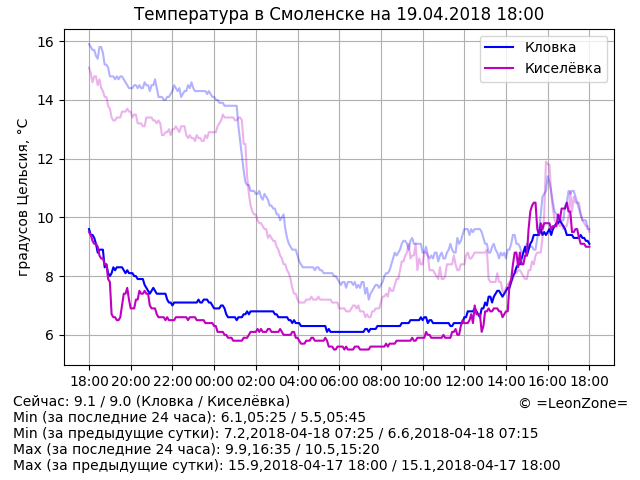 Температура в Смоленске на 19.04.2018 18:00
16
14
12
10
8
6
градусов Цельсия, °C
Кловка
Киселёвка
18:00 20:00 22:00 00:00 02:00 04:00 06:00 08:00 10:00 12:00 14:00 16:00 18:00
Сейчас: 9.1 / 9.0 (Кловка / Киселёвка)
© =LeonZone=
Min (за последние 24 часа): 6.1,05:25 / 5.5,05:45
Min (за предыдущие сутки): 7.2,2018-04-18 07:25 / 6.6,2018-04-18 07:15
Max (за последние 24 часа): 9.9,16:35 / 10.5,15:20
Max (за предыдущие сутки): 15.9,2018-04-17 18:00 / 15.1,2018-04-17 18:00